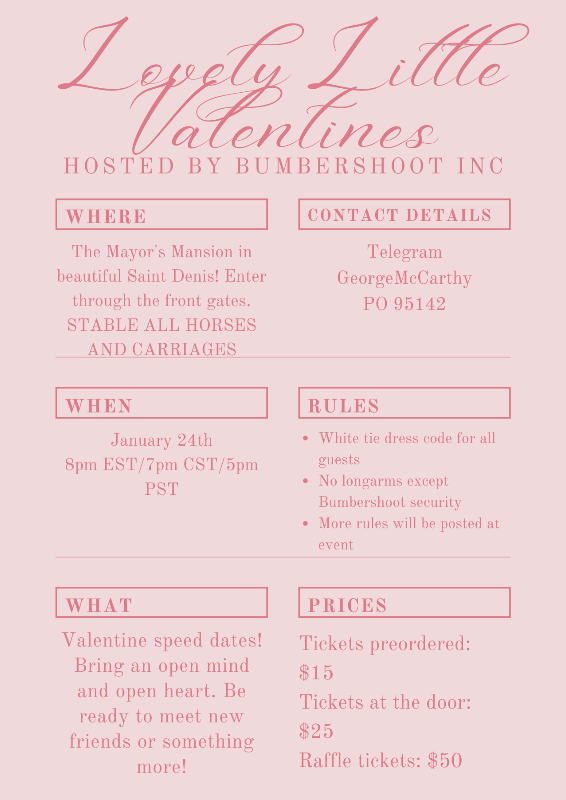 Lovely Little
Valentines
HOSTED BY BUMBERSHOOT INC
WHERE
The Mayor's Mansion in
beautiful Saint Denis! Enter
through the front gates.
STABLE ALL HORSES
AND CARRIAGES
CONTACT DETAILS
Telegram
GeorgeMcCarthy
PO 95142
WHEN
January 24th
8pm EST/7pm CST/5pm
PST
RULES
• White tie dress code for all
guests
• No longarms except
Bumbershoot security
• More rules will be posted at
event
WHAT
Valentine speed dates!
Bring an open mind
and open heart. Be
ready to meet new
friends or something
more!
PRICES
Tickets preordered:
$15
Tickets at the door:
$25
Raffle tickets: $50